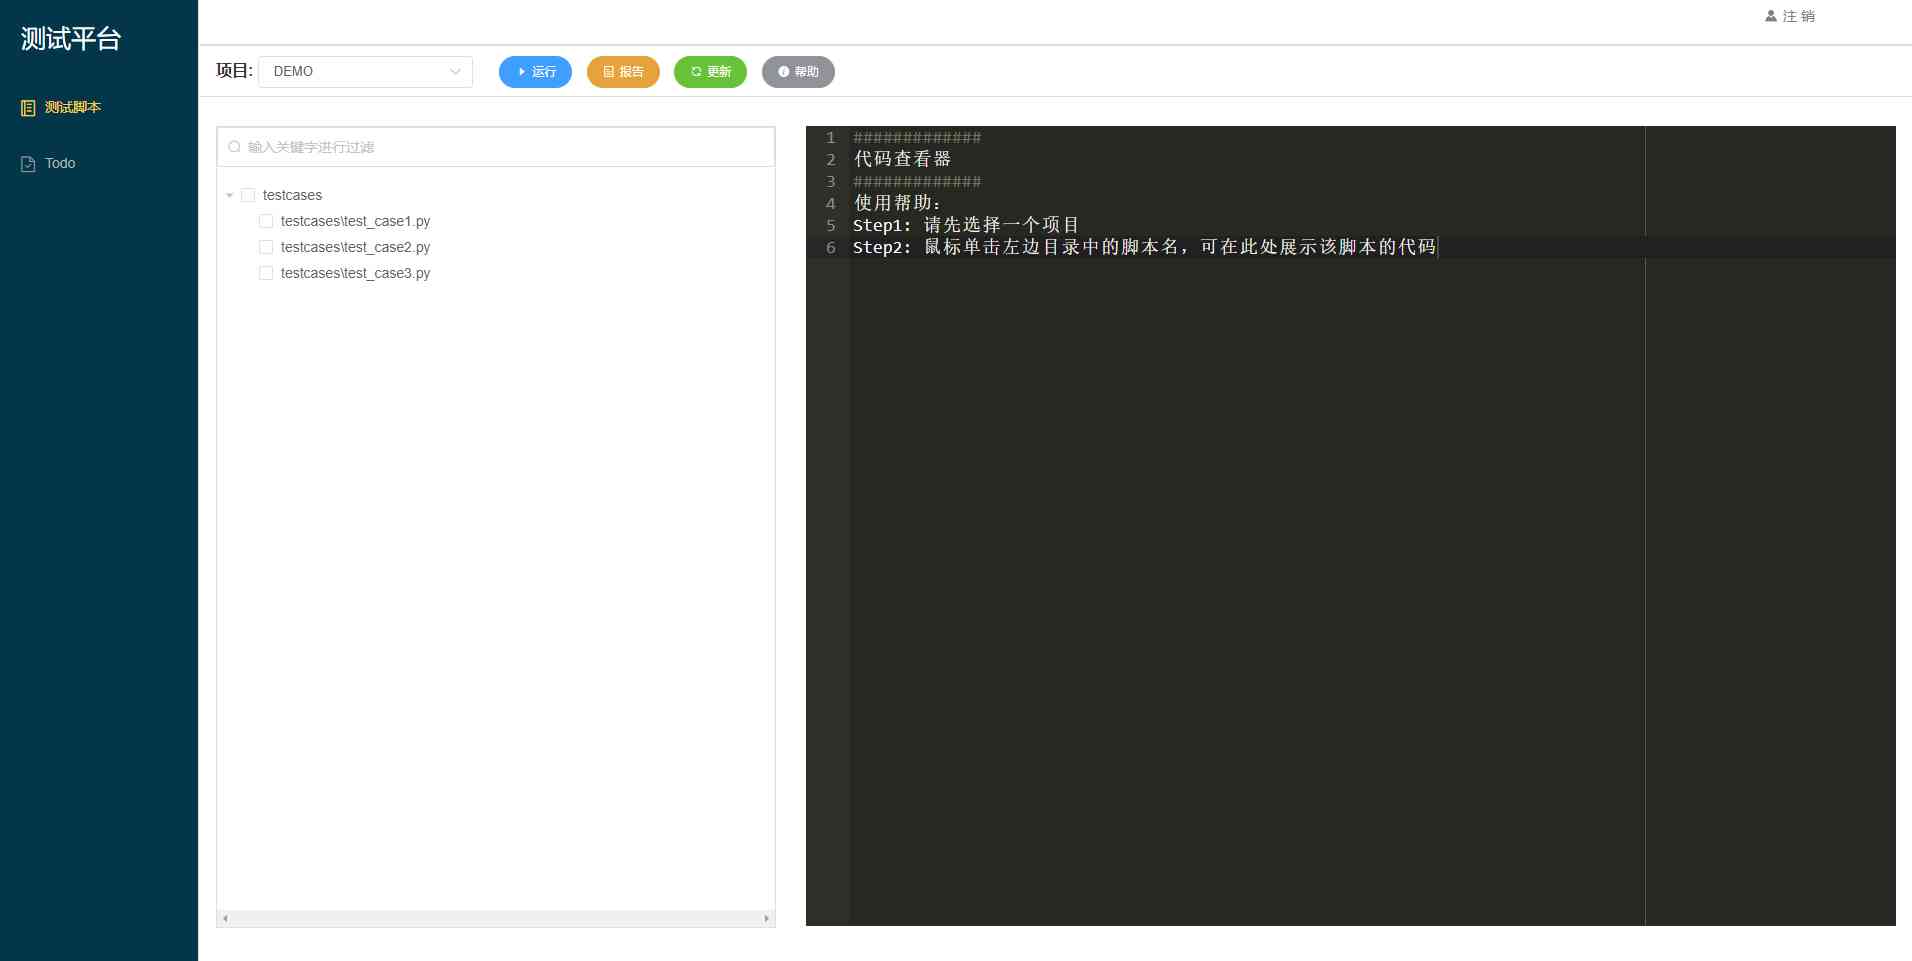 测试平台
注 销
项目: DEMO 运行 报告 更新 帮助
测试脚本
Todo
输入关键字进行过滤
testcases
testcases\test_case1.py
testcases\test_case2.py
testcases\test_case3.py
1 #############
2 代码查看器
3 #############
4 使用帮助：
5 Step1: 请先选择一个项目
6 Step2: 鼠标单击左边目录中的脚本名，可在此处展示该脚本的代码